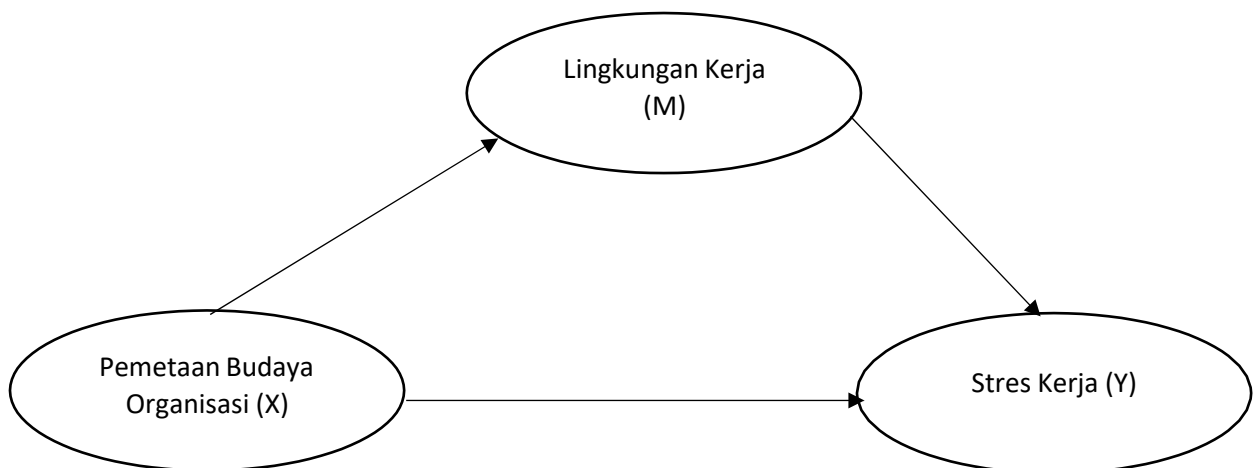 Lingkungan Kerja
(M)
Pemetaan Budaya
Organisasi (X)
Stres Kerja (Y)